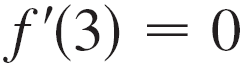 f′(3) = 0